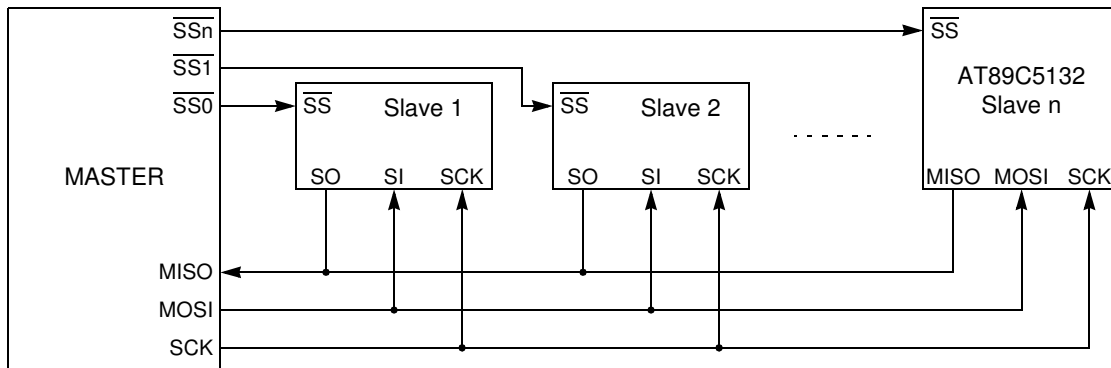 SSn
SS
SS1
AT89C5132
Slave n
SS0
SS
Slave 1
SS
Slave 2
MASTER
SO SI SCK
SO SI SCK
MISO MOSI SCK
MISO
MOSI
SCK